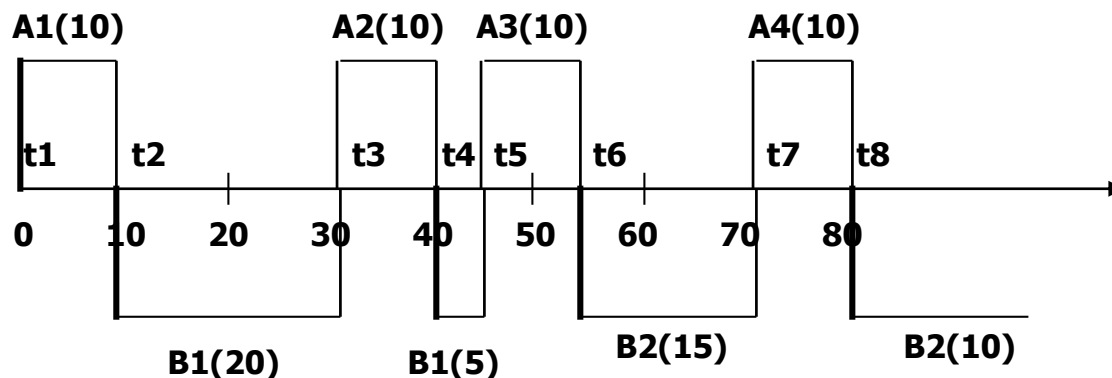 A1(10) A2(10) A3(10) A4(10)
t1 t2 t3 t4 t5 t6 t7 t8
0 10 20 30 40 50 60 70 80
B1(20) B1(5) B2(15) B2(10)